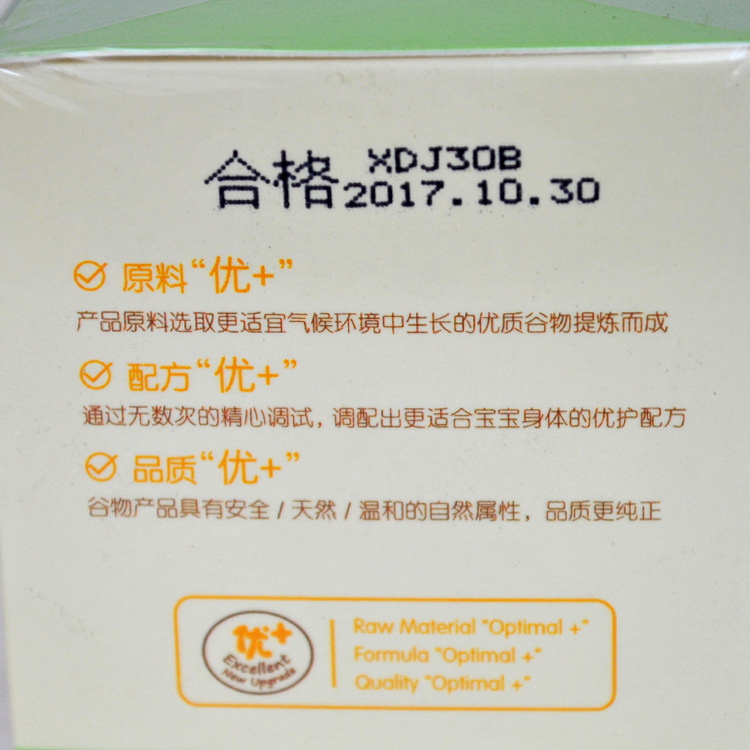 合格 XDJ30B
2017.10.30
原料“优+”
产品原料选取更适宜气候环境中生长的优质谷物提炼而成
配方“优+”
通过无数次的精心调试，调配出更适合宝宝身体的优护配方
品质“优+”
谷物产品具有安全 / 天然 / 温和的自然属性，品质更纯正
优+
Excellent
New Upgrade
Raw Material "Optimal +"
Formula "Optimal +"
Quality "Optimal +"